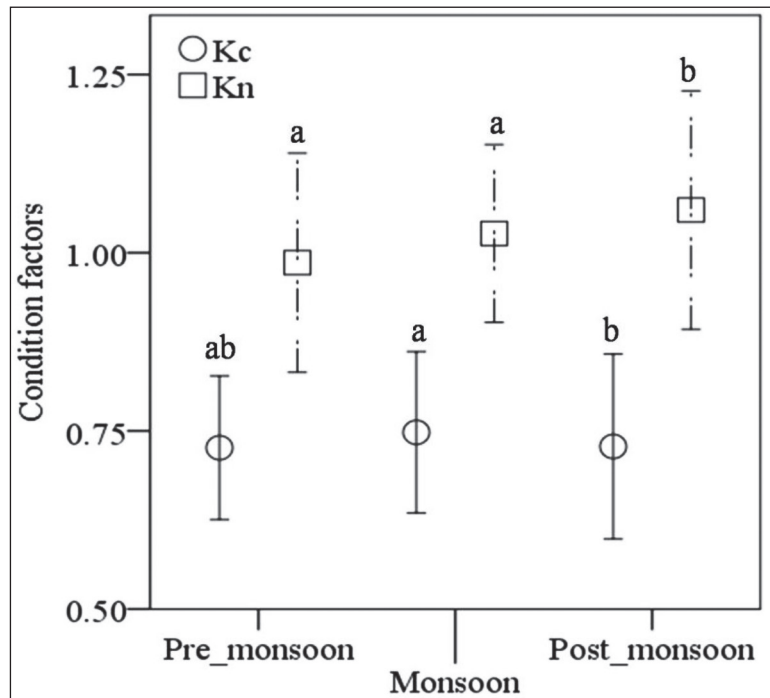 Kc
Kn
1.25
1.00
0.75
0.50
Condition factors
ab
a
a
a
b
b
Pre_monsoon
Monsoon
Post_monsoon